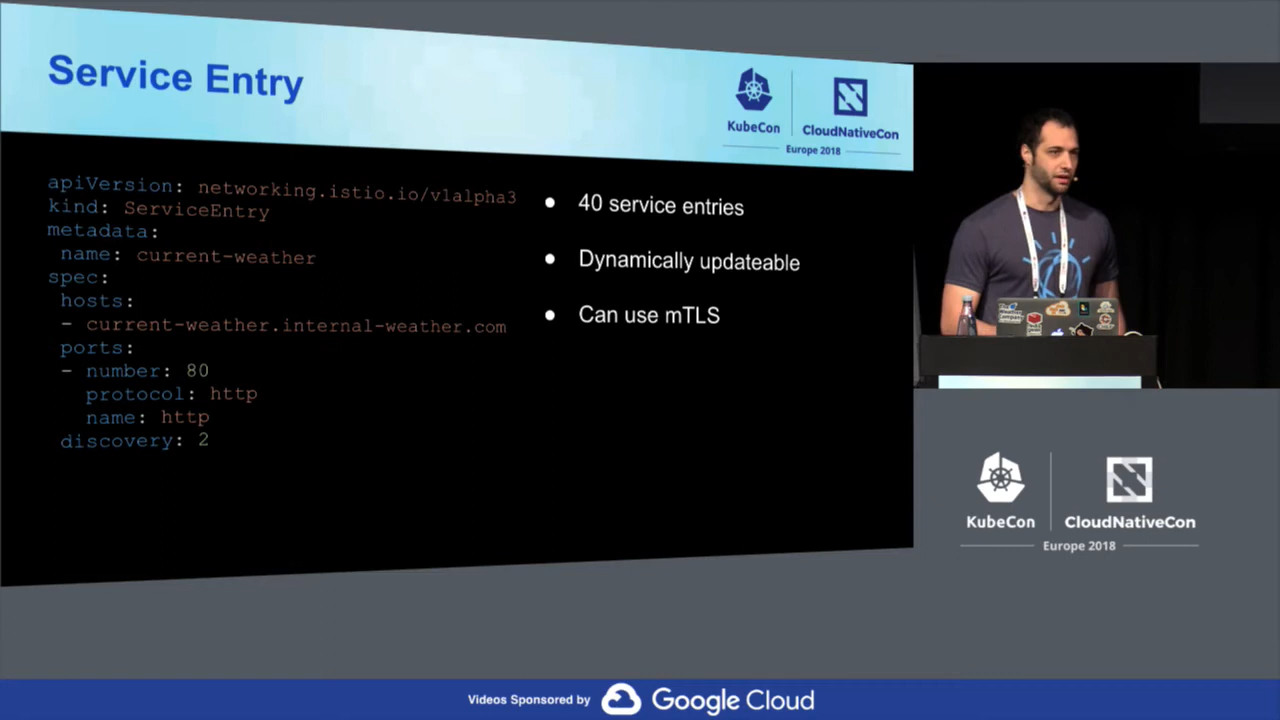 Service Entry
KubeCon
CloudNativeCon
Europe 2018
apiVersion: networking.istio.io/v1alpha3
kind: ServiceEntry
metadata:
name: current-weather
spec:
hosts:
- current-weather.internal-weather.com
ports:
- number: 80
protocol: http
name: http
discovery: 2
• 40 service entries
• Dynamically updateable
• Can use mTLS
KubeCon
CloudNativeCon
Europe 2018
Videos Sponsored by
Google Cloud